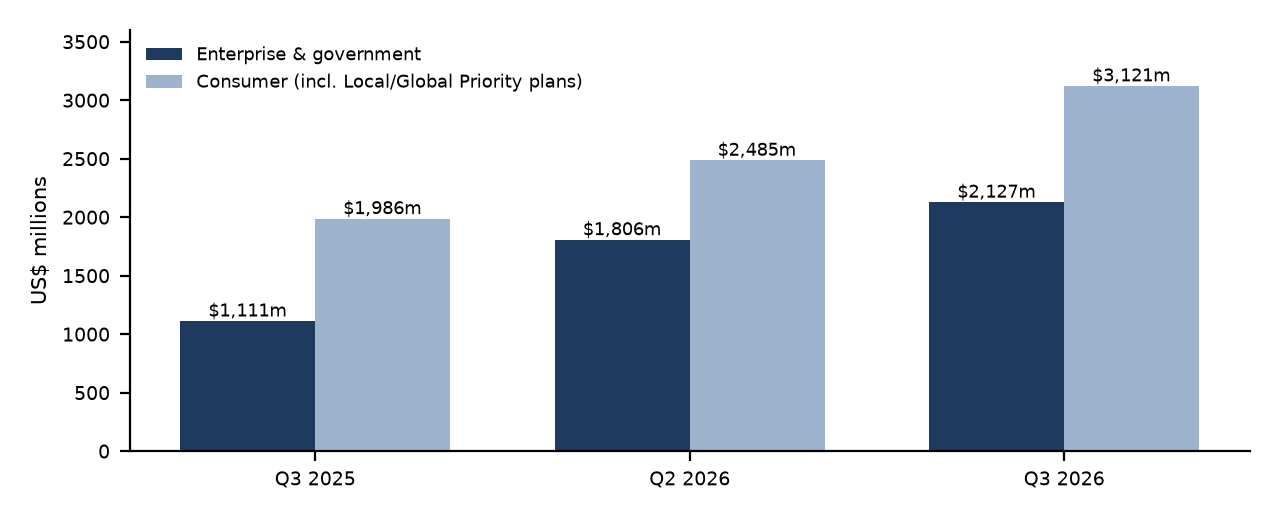 3500
3000
2500
2000
1500
1000
500
0
US$ millions
Enterprise & government
Consumer (incl. Local/Global Priority plans)
$1,111m
$1,986m
$1,806m
$2,485m
$2,127m
$3,121m
Q3 2025
Q2 2026
Q3 2026